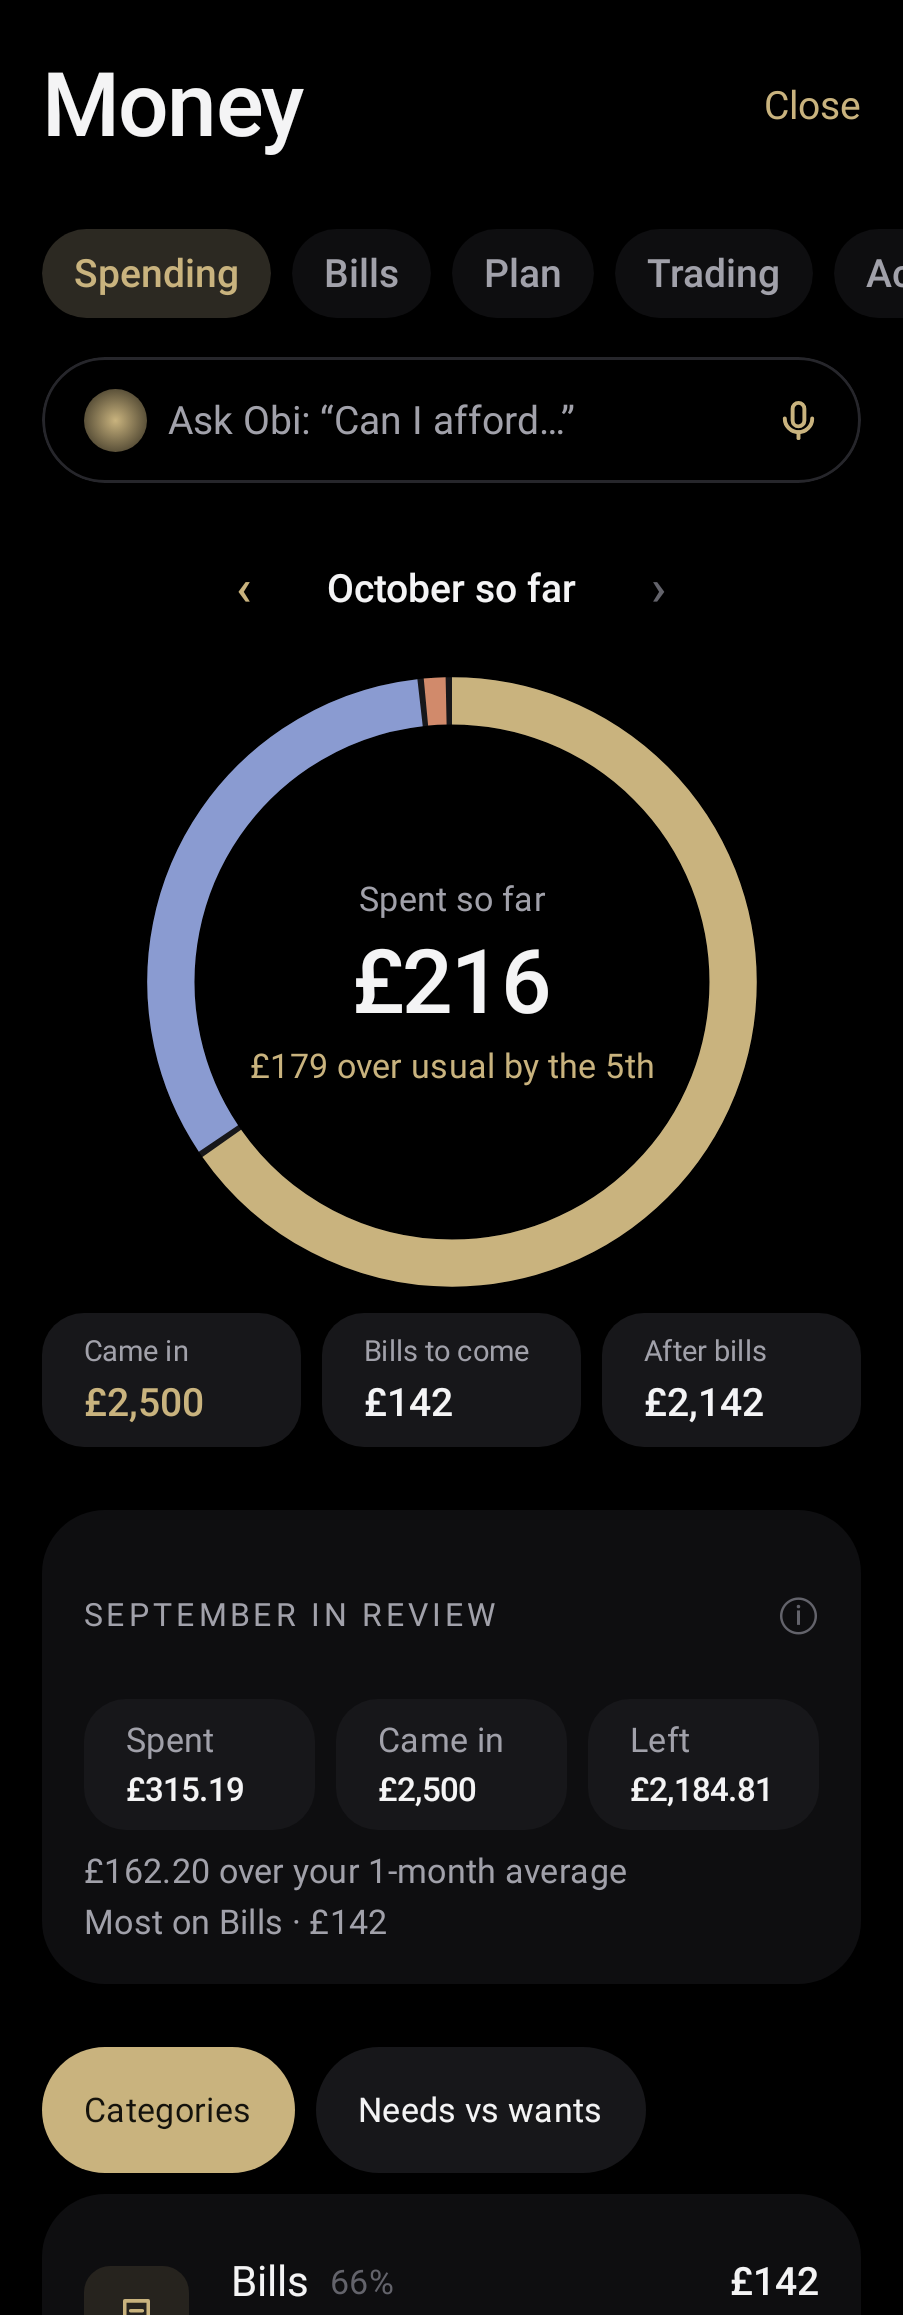 Money
Close
Spending
Bills
Plan
Trading
Ac
Ask Obi: “Can I afford…”
‹ October so far ›
Spent so far
£216
£179 over usual by the 5th
Came in
£2,500
Bills to come
£142
After bills
£2,142
SEPTEMBER IN REVIEW
Spent
£315.19
Came in
£2,500
Left
£2,184.81
£162.20 over your 1-month average
Most on Bills · £142
Categories
Needs vs wants
Bills 66% £142